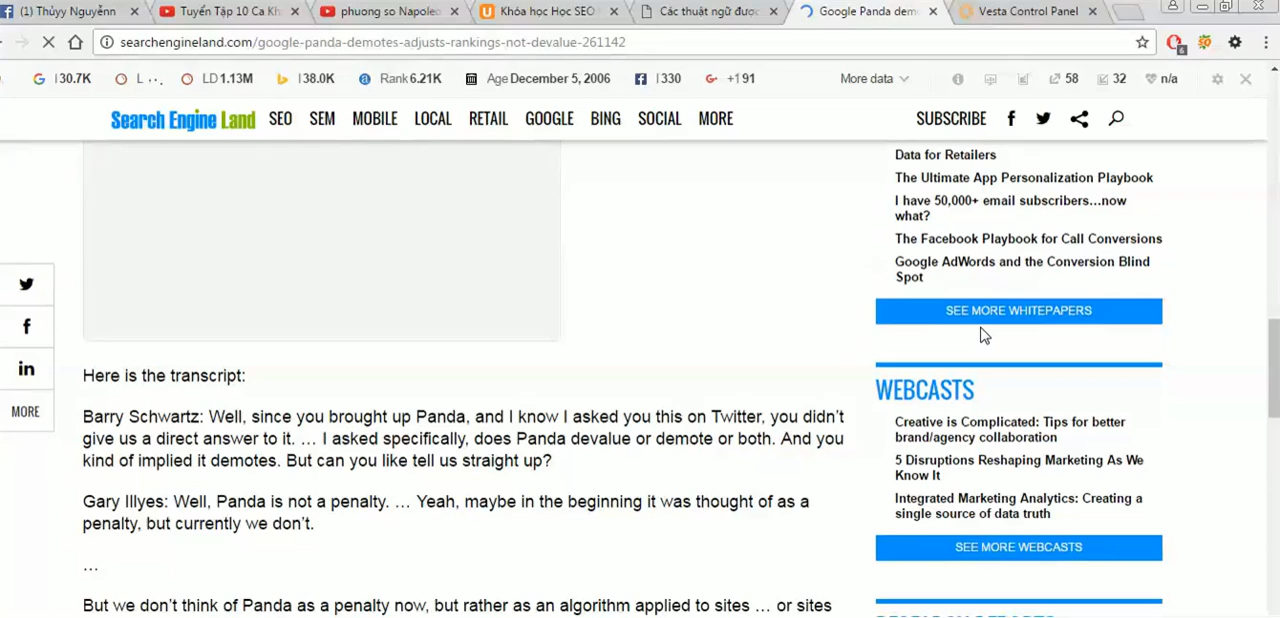 (1) Thùyy Nguyễnn
Tuyển Tập 10 Ca Kh
phuong so Napoleo
Khóa học Học SEO
Các thuật ngữ đượ
Google Panda dem
Vesta Control Panel
searchengineland.com/google-panda-demotes-adjusts-rankings-not-devalue-261142
6
I 30.7K
L
LD 1.13M
I 38.0K
Rank 6.21K
Age December 5, 2006
I 330
+1 91
More data
58
32
n/a
Search Engine Land
SEO
SEM
MOBILE
LOCAL
RETAIL
GOOGLE
BING
SOCIAL
MORE
SUBSCRIBE
MORE
Here is the transcript:
Barry Schwartz: Well, since you brought up Panda, and I know I asked you this on Twitter, you didn't
give us a direct answer to it. … I asked specifically, does Panda devalue or demote or both. And you
kind of implied it demotes. But can you like tell us straight up?
Gary Illyes: Well, Panda is not a penalty. … Yeah, maybe in the beginning it was thought of as a
penalty, but currently we don't.
…
But we don't think of Panda as a penalty now, but rather as an algorithm applied to sites … or sites
Data for Retailers
The Ultimate App Personalization Playbook
I have 50,000+ email subscribers…now
what?
The Facebook Playbook for Call Conversions
Google AdWords and the Conversion Blind
Spot
SEE MORE WHITEPAPERS
WEBCASTS
Creative is Complicated: Tips for better
brand/agency collaboration
5 Disruptions Reshaping Marketing As We
Know It
Integrated Marketing Analytics: Creating a
single source of data truth
SEE MORE WEBCASTS